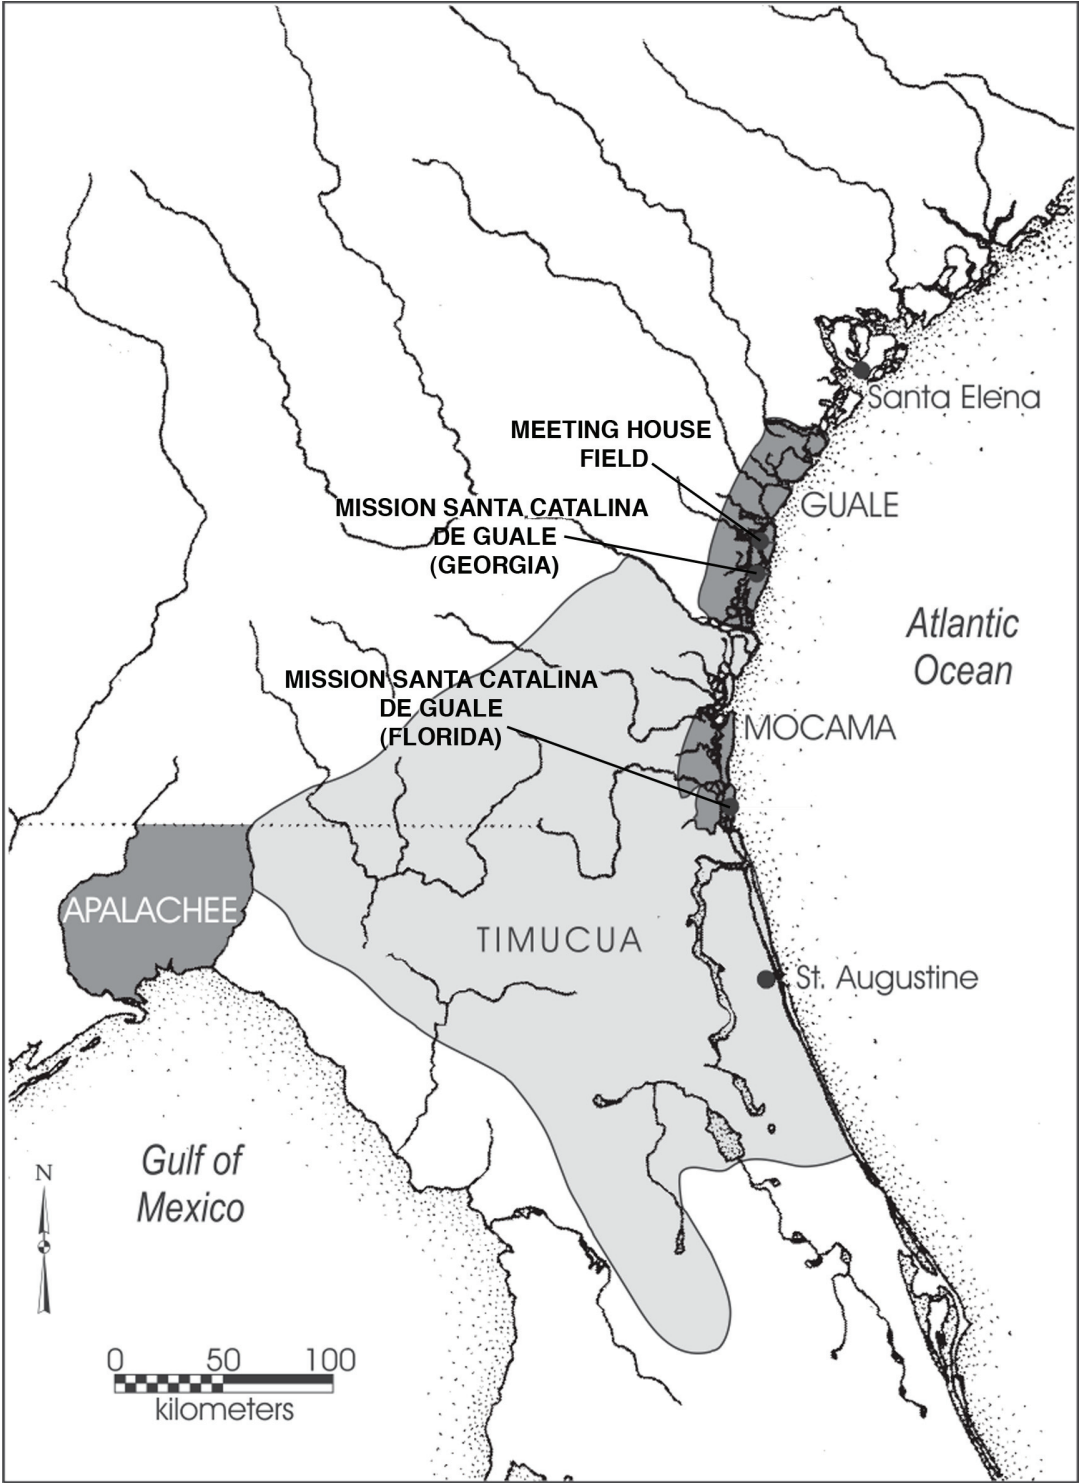 Santa Elena
MEETING HOUSE
FIELD
GUALE
MISSION SANTA CATALINA
DE GUALE
(GEORGIA)
Atlantic
Ocean
MISSION SANTA CATALINA
DE GUALE
(FLORIDA)
MOCAMA
APALACHEE
TIMUCUA
St. Augustine
Gulf of
Mexico
N
0 50 100
kilometers